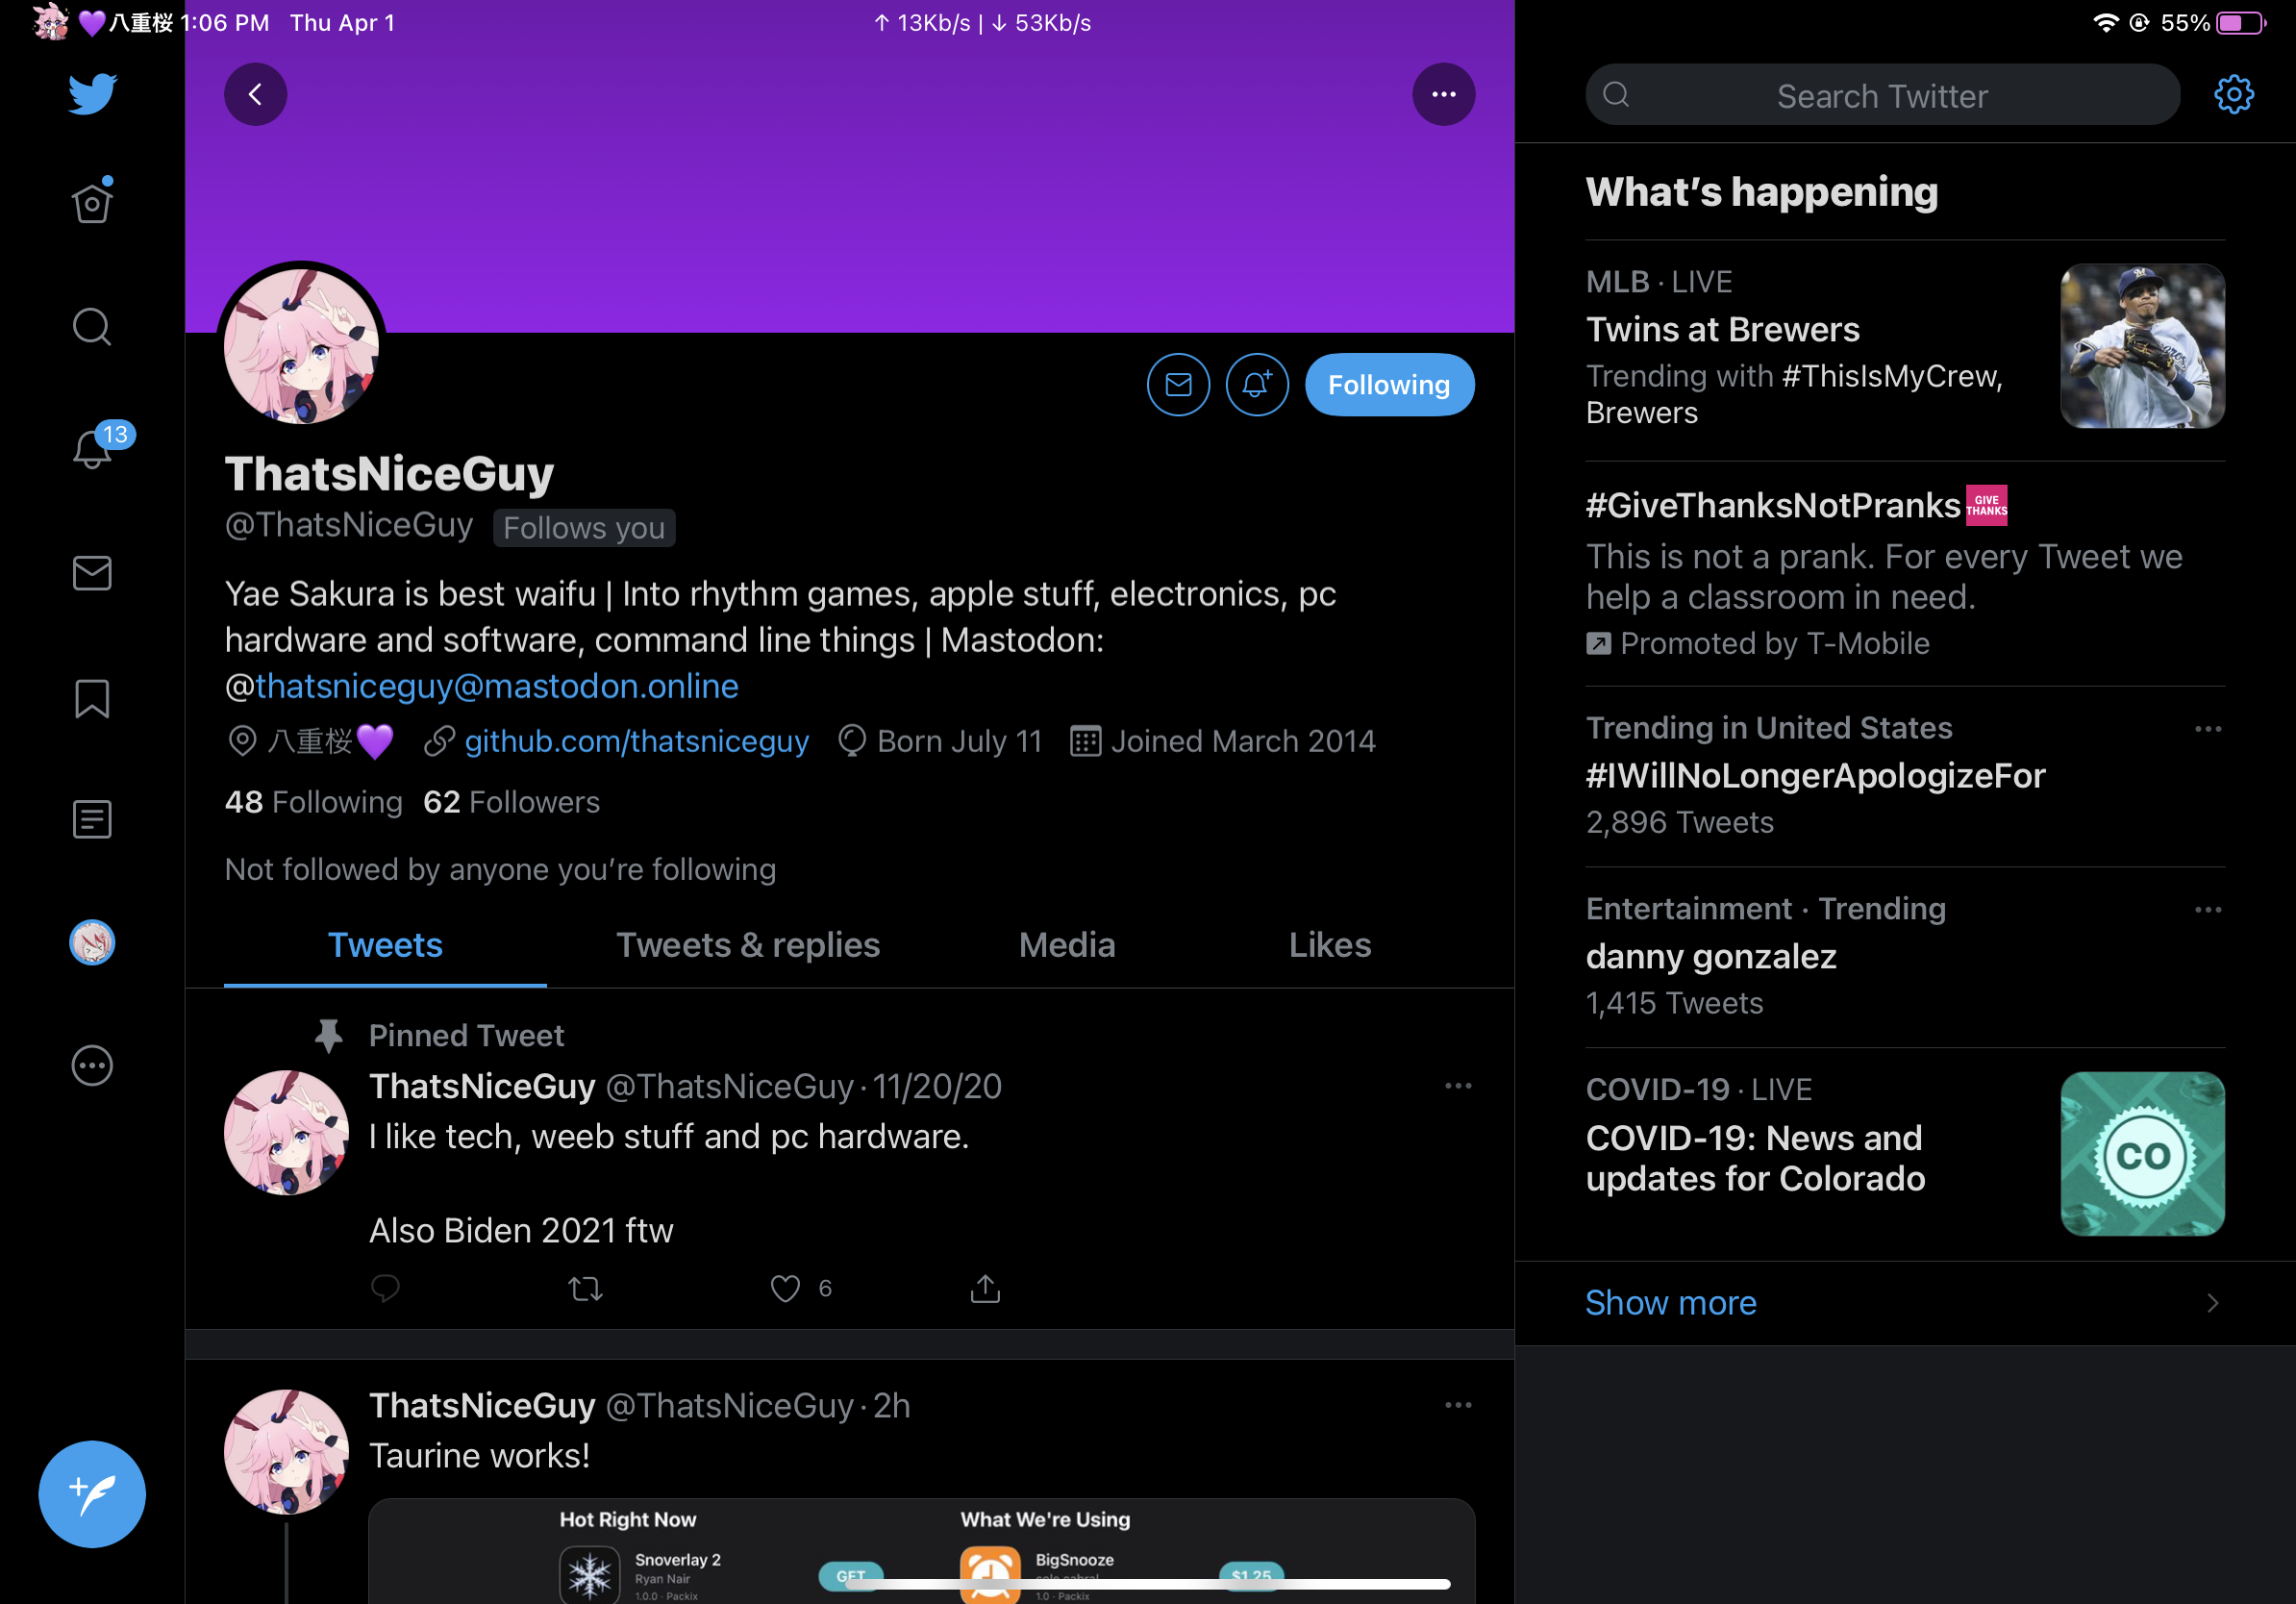 💜八重桜 1:06 PM Thu Apr 1
↑ 13Kb/s | ↓ 53Kb/s
55%
13
Following
ThatsNiceGuy
@ThatsNiceGuy Follows you
Yae Sakura is best waifu | Into rhythm games, apple stuff, electronics, pc
hardware and software, command line things | Mastodon:
@thatsniceguy@mastodon.online
八重桜💜 github.com/thatsniceguy Born July 11 Joined March 2014
48 Following 62 Followers
Not followed by anyone you’re following
Tweets Tweets & replies Media Likes
Pinned Tweet
ThatsNiceGuy @ThatsNiceGuy · 11/20/20
I like tech, weeb stuff and pc hardware.
Also Biden 2021 ftw
6
ThatsNiceGuy @ThatsNiceGuy · 2h
Taurine works!
Hot Right Now
Snoverlay 2
Ryan Nair
1.0.0 · Packix
GET
What We're Using
BigSnooze
1.0 · Packix
$1.25
Search Twitter
What’s happening
MLB · LIVE
Twins at Brewers
Trending with #ThisIsMyCrew,
Brewers
#GiveThanksNotPranks
GIVE
THANKS
This is not a prank. For every Tweet we
help a classroom in need.
Promoted by T-Mobile
Trending in United States
#IWillNoLongerApologizeFor
2,896 Tweets
Entertainment · Trending
danny gonzalez
1,415 Tweets
COVID-19 · LIVE
COVID-19: News and
updates for Colorado
CO
Show more